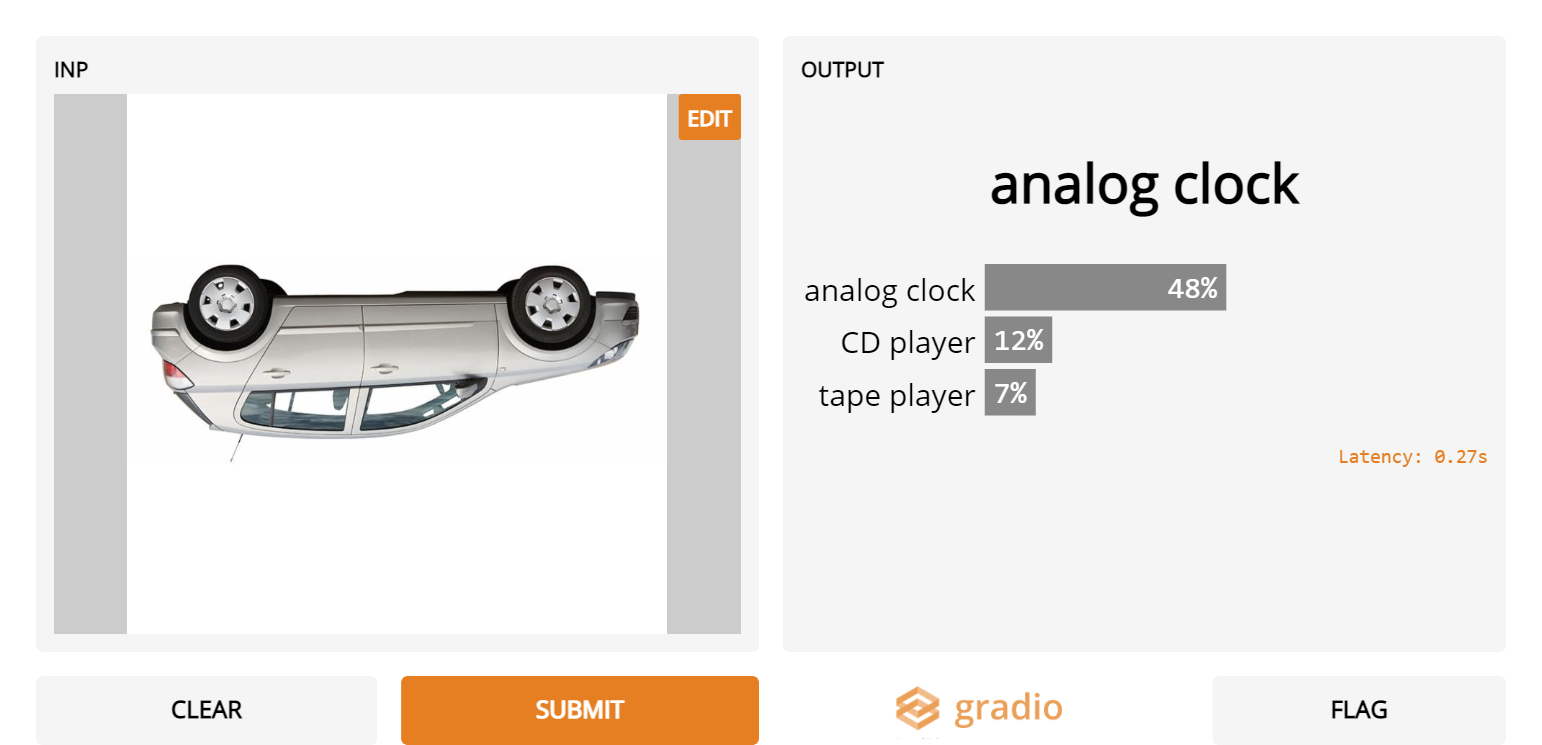 INP
EDIT
OUTPUT
analog clock
analog clock 48%
CD player 12%
tape player 7%
Latency: 0.27s
CLEAR
SUBMIT
gradio
FLAG